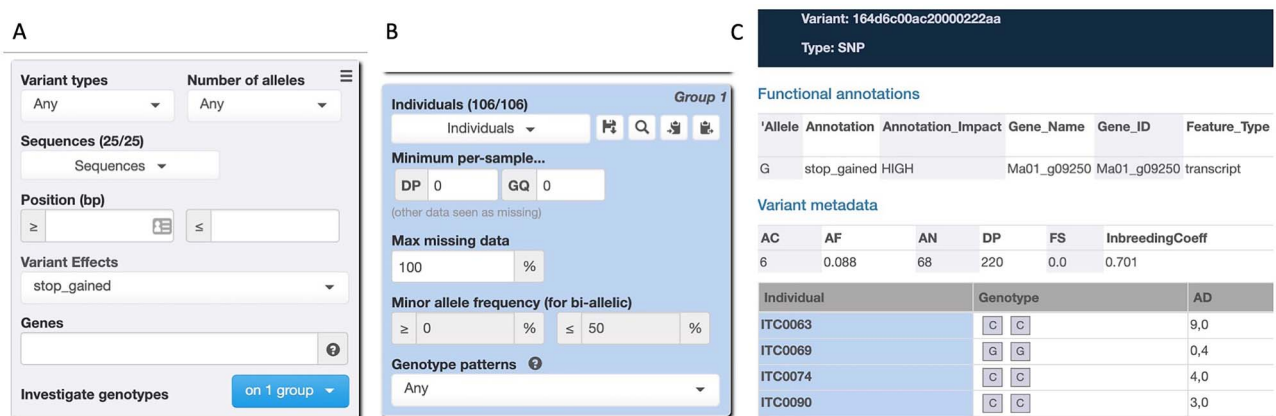 A
Variant types Number of alleles
Any Any
Sequences (25/25)
Sequences
Position (bp)
≥ ≤
Variant Effects
stop_gained
Genes
Investigate genotypes on 1 group
B
Group 1
Individuals (106/106)
Individuals
Minimum per-sample...
DP 0 GQ 0
(other data seen as missing)
Max missing data
100 %
Minor allele frequency (for bi-allelic)
≥ 0 % ≤ 50 %
Genotype patterns ?
Any
C
Variant: 164d6c00ac20000222aa
Type: SNP
Functional annotations
'Allele Annotation Annotation_Impact Gene_Name Gene_ID Feature_Type
G stop_gained HIGH Ma01_g09250 Ma01_g09250 transcript
Variant metadata
AC AF AN DP FS InbreedingCoeff
6 0.088 68 220 0.0 0.701
Individual Genotype AD
ITC0063 C C 9,0
ITC0069 G G 0,4
ITC0074 C C 4,0
ITC0090 C C 3,0